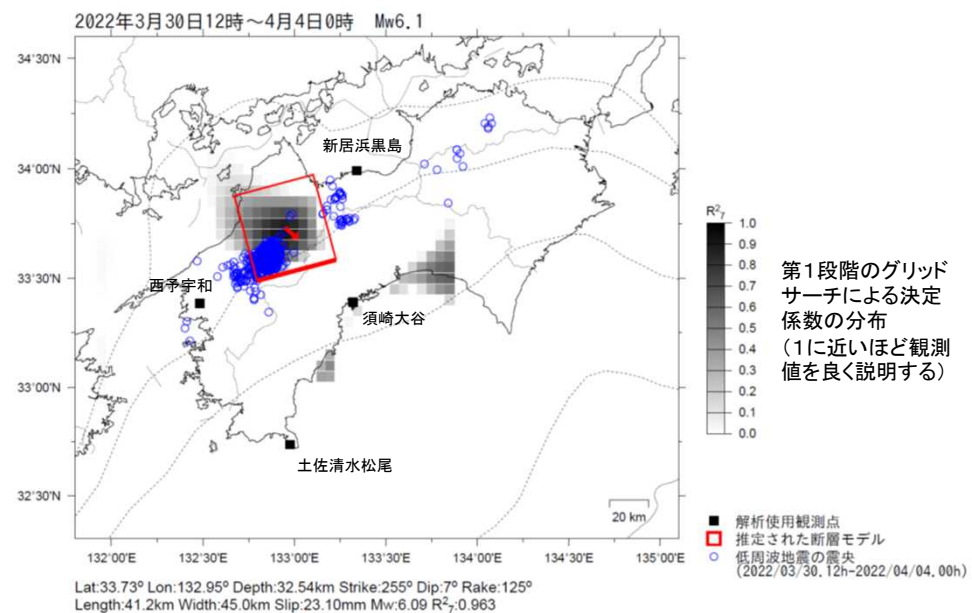 2022年3月30日12時～4月4日0時 Mw6.1
34°30'N
34°00'N
33°30'N
33°00'N
32°30'N
132°00'E
132°30'E
133°00'E
133°30'E
134°00'E
134°30'E
135°00'E
新居浜黒島
西予宇和
須崎大谷
土佐清水松尾
20 km
R²₇
1.0
0.9
0.8
0.7
0.6
0.5
0.4
0.3
0.2
0.1
0.0
第1段階のグリッド
サーチによる決定
係数の分布
(1に近いほど観測
値を良く説明する)
解析使用観測点
推定された断層モデル
低周波地震の震央
(2022/03/30.12h-2022/04/04.00h)
Lat:33.73° Lon:132.95° Depth:32.54km Strike:255° Dip:7° Rake:125°
Length:41.2km Width:45.0km Slip:23.10mm Mw:6.09 R²₇:0.963